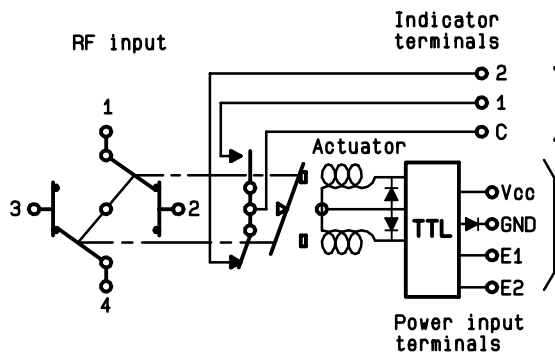 Indicator
terminals
RF input
2
1
C
1
Actuator
3
2
4
TTL
Vcc
GND
E1
E2
Power input
terminals